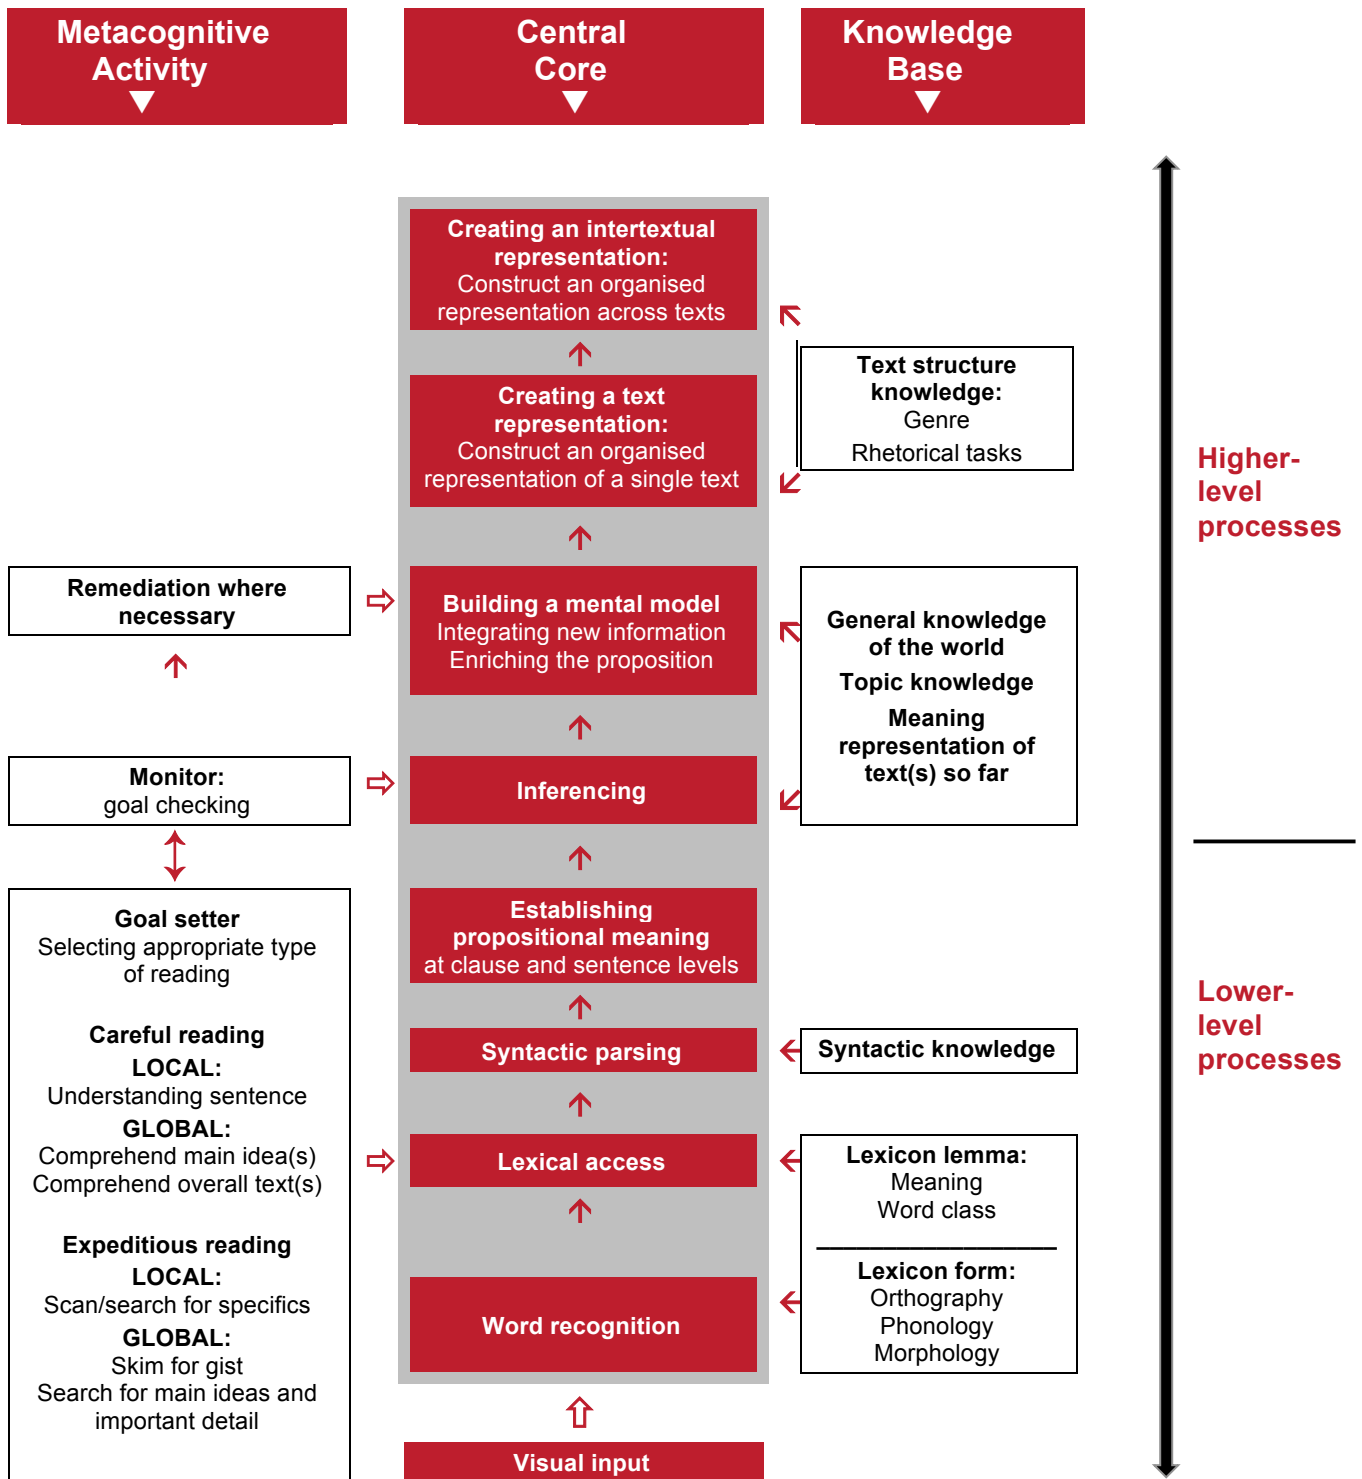 Metacognitive
Activity
Central
Core
Knowledge
Base
Creating an intertextual
representation:
Construct an organised
representation across texts
Creating a text
representation:
Construct an organised
representation of a single text
Text structure
knowledge:
Genre
Rhetorical tasks
Higher-
level
processes
Remediation where
necessary
Building a mental model
Integrating new information
Enriching the proposition
General knowledge
of the world
Topic knowledge
Meaning
representation of
text(s) so far
Monitor:
goal checking
Inferencing
Goal setter
Selecting appropriate type
of reading
Careful reading
LOCAL:
Understanding sentence
GLOBAL:
Comprehend main idea(s)
Comprehend overall text(s)
Expeditious reading
LOCAL:
Scan/search for specifics
GLOBAL:
Skim for gist
Search for main ideas and
important detail
Establishing
propositional meaning
at clause and sentence levels
Syntactic parsing
Syntactic knowledge
Lower-
level
processes
Lexical access
Lexicon lemma:
Meaning
Word class
Word recognition
Lexicon form:
Orthography
Phonology
Morphology
Visual input